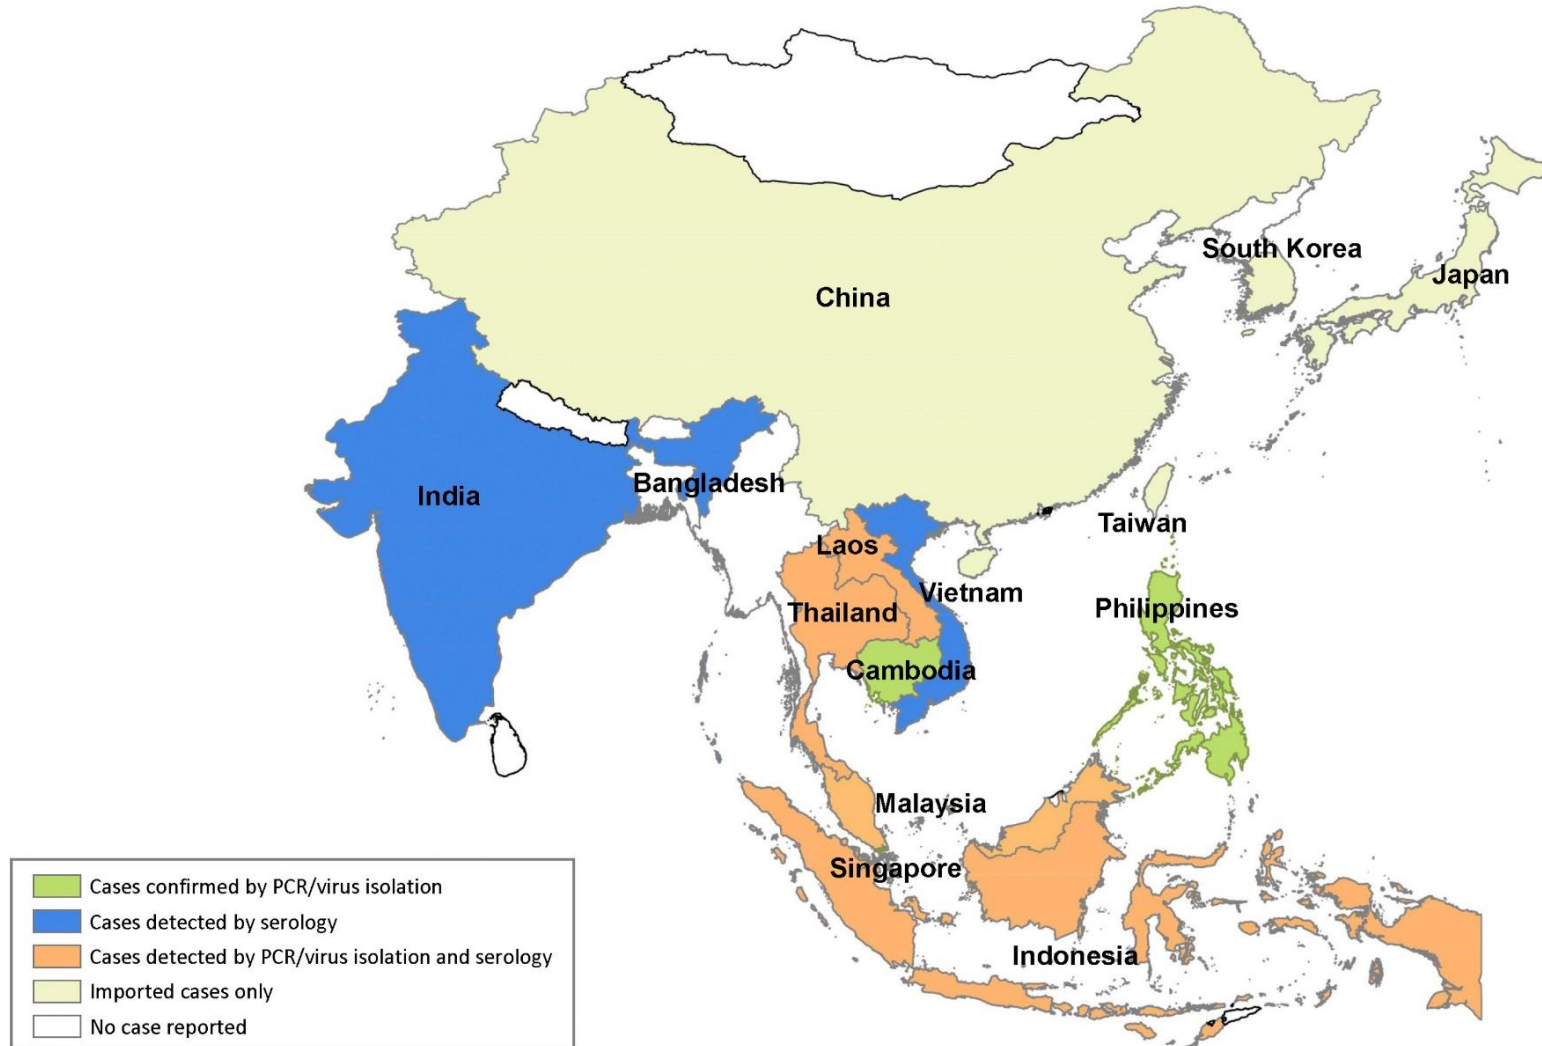 South Korea
Japan
China
India
Bangladesh
Taiwan
Laos
Vietnam
Thailand
Philippines
Cambodia
Malaysia
Singapore
Indonesia
Cases confirmed by PCR/virus isolation
Cases detected by serology
Cases detected by PCR/virus isolation and serology
Imported cases only
No case reported